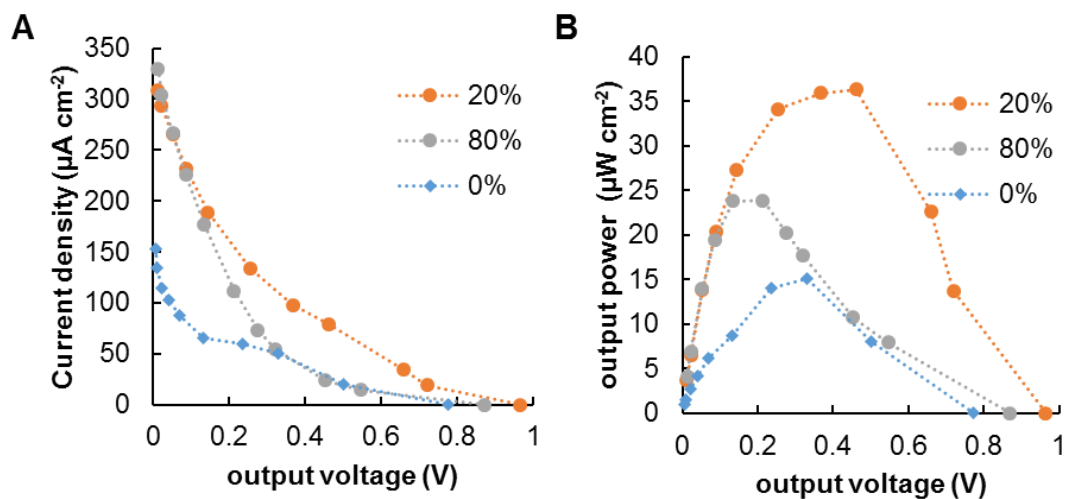 A
Current density (µA cm-2)
350
300
250
200
150
100
50
0
20%
80%
0%
0 0.2 0.4 0.6 0.8 1
output voltage (V)
B
output power (µW cm-2)
40
35
30
25
20
15
10
5
0
20%
80%
0%
0 0.2 0.4 0.6 0.8 1
output voltage (V)